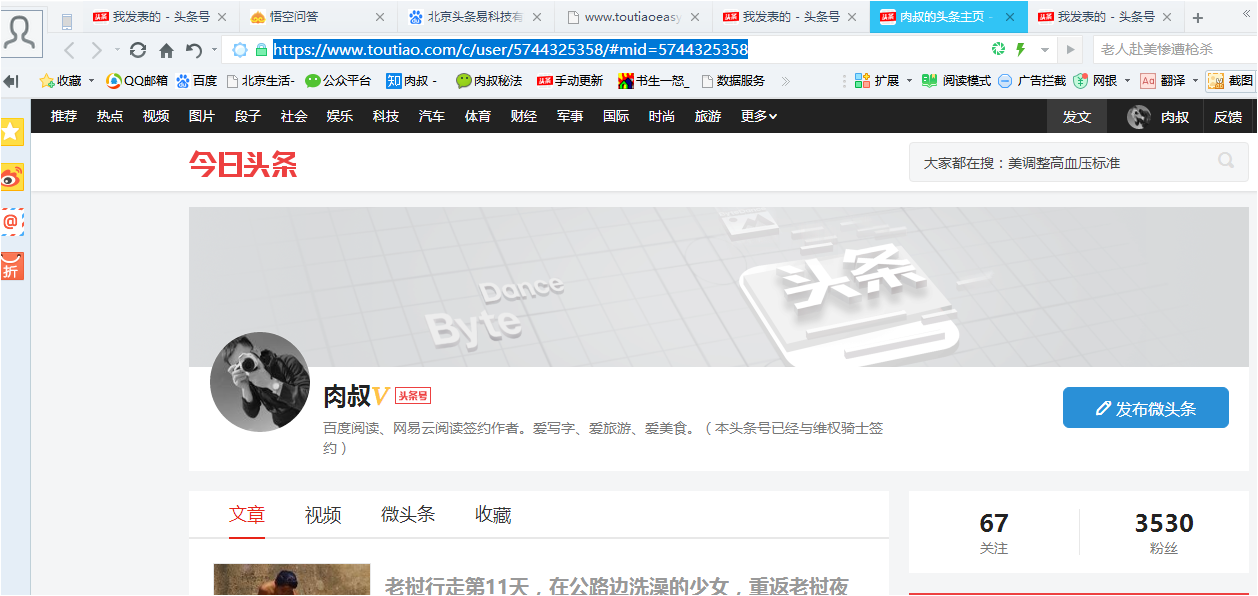 我发表的 - 头条号
悟空问答
北京头条易科技有
www.toutiaoeasy
我发表的 - 头条号
肉叔的头条主页 -
我发表的 - 头条号
https://www.toutiao.com/c/user/5744325358/#mid=5744325358
老人赴美惨遭枪杀
收藏 QQ邮箱 百度 北京生活- 公众平台 知 肉叔 - 肉叔秘法 头条 手动更新 书生一怒_ 数据服务 扩展 阅读模式 广告拦截 网银 Aa 翻译 截图
推荐 热点 视频 图片 段子 社会 娱乐 科技 汽车 体育 财经 军事 国际 时尚 旅游 更多 发文 肉叔 反馈
今日头条
大家都在搜：美调整高血压标准
@
折
头条
Dance
Byte
肉叔V 头条号
发布微头条
百度阅读、网易云阅读签约作者。爱写字、爱旅游、爱美食。（本头条号已经与维权骑士签
约）
文章 视频 微头条 收藏
67
关注
3530
粉丝
老挝行走第11天，在公路边洗澡的少女，重返老挝夜